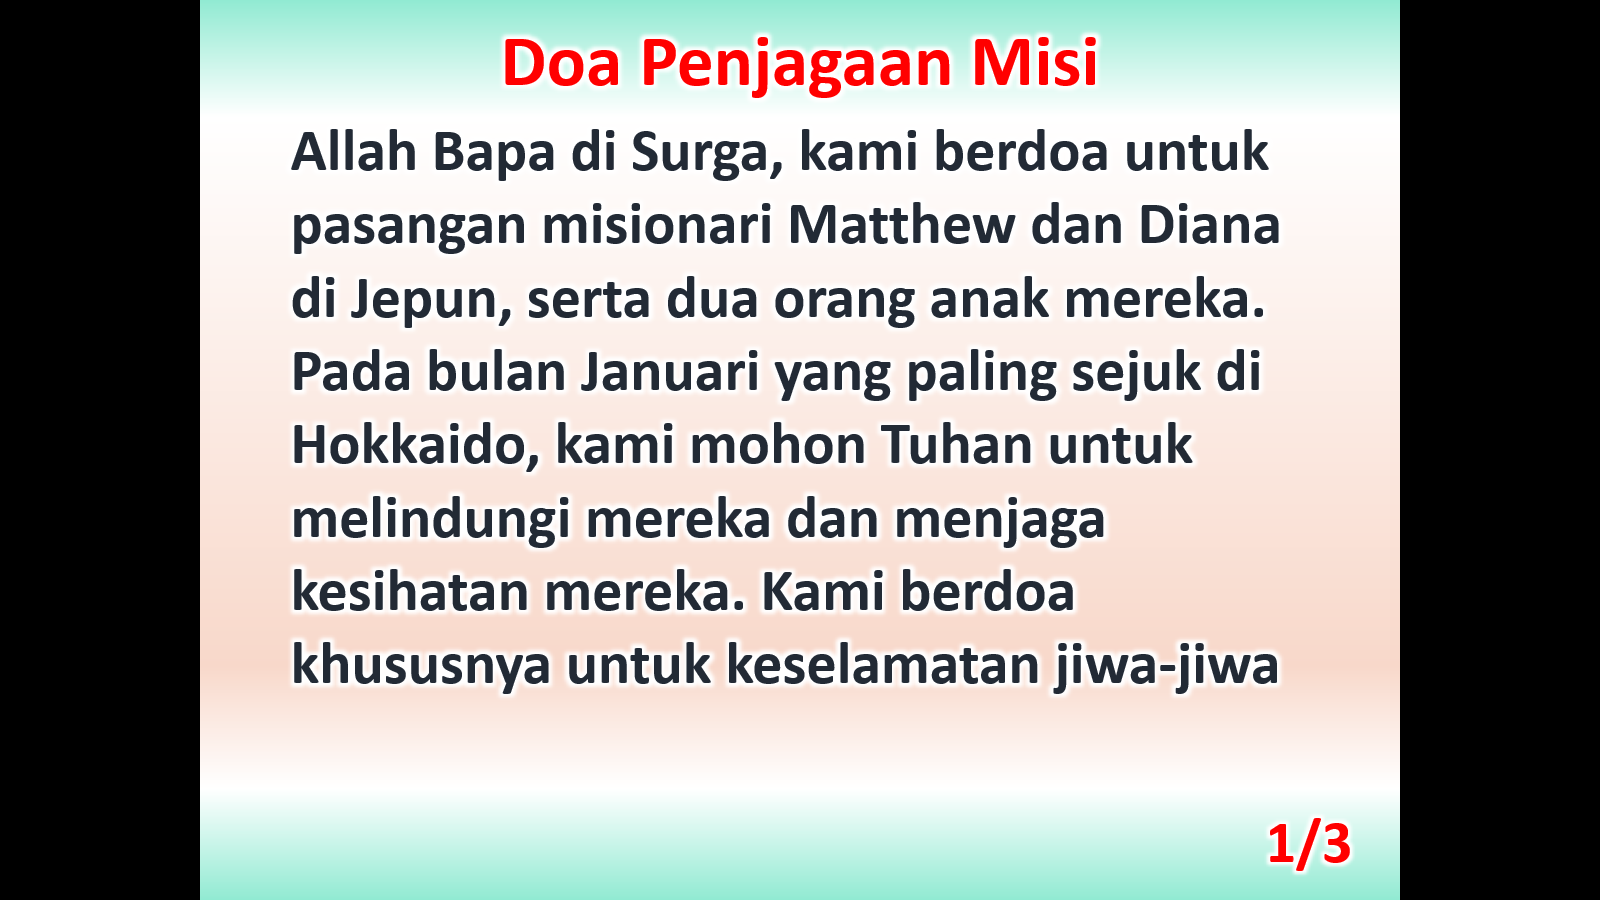 Doa Penjagaan Misi
Allah Bapa di Surga, kami berdoa untuk
pasangan misionari Matthew dan Diana
di Jepun, serta dua orang anak mereka.
Pada bulan Januari yang paling sejuk di
Hokkaido, kami mohon Tuhan untuk
melindungi mereka dan menjaga
kesihatan mereka. Kami berdoa
khususnya untuk keselamatan jiwa-jiwa
1/3